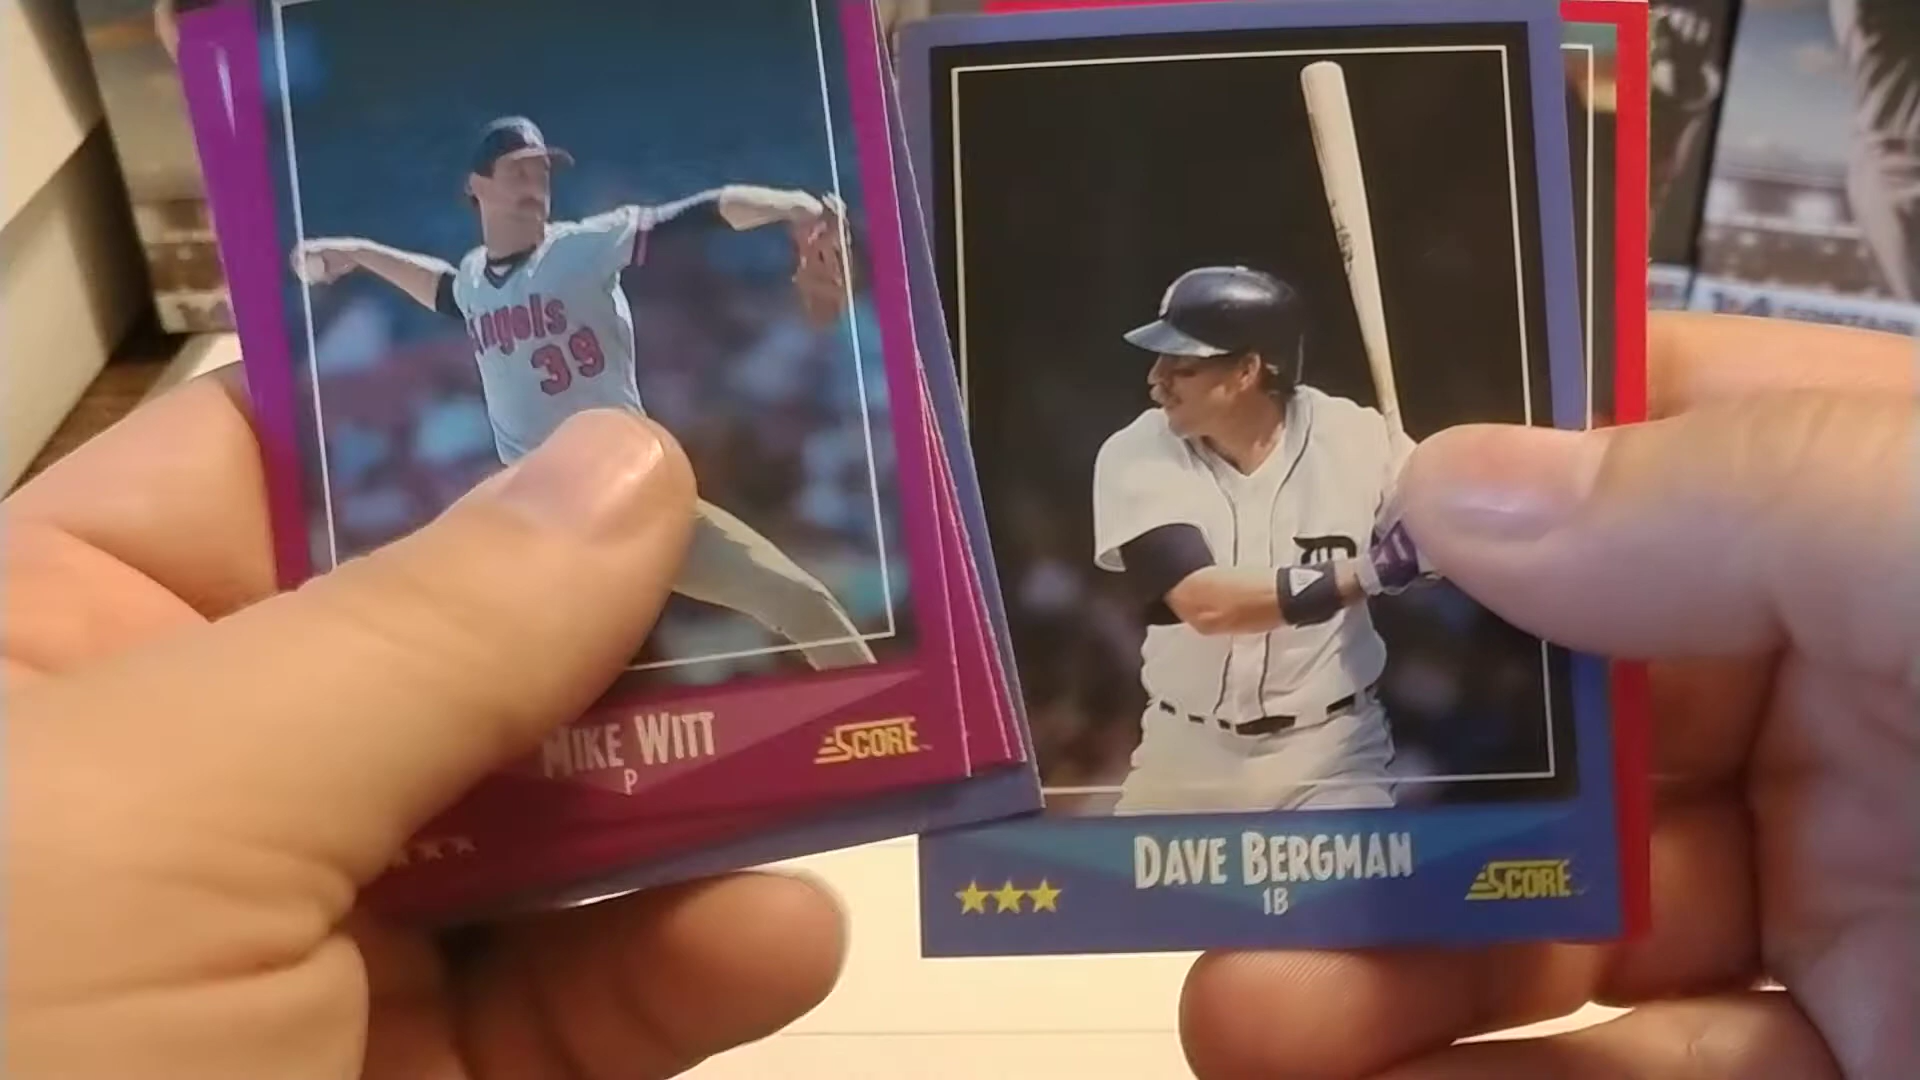 Angels
39
MIKE WITT
P
SCORE
D
DAVE BERGMAN
1B
SCORE